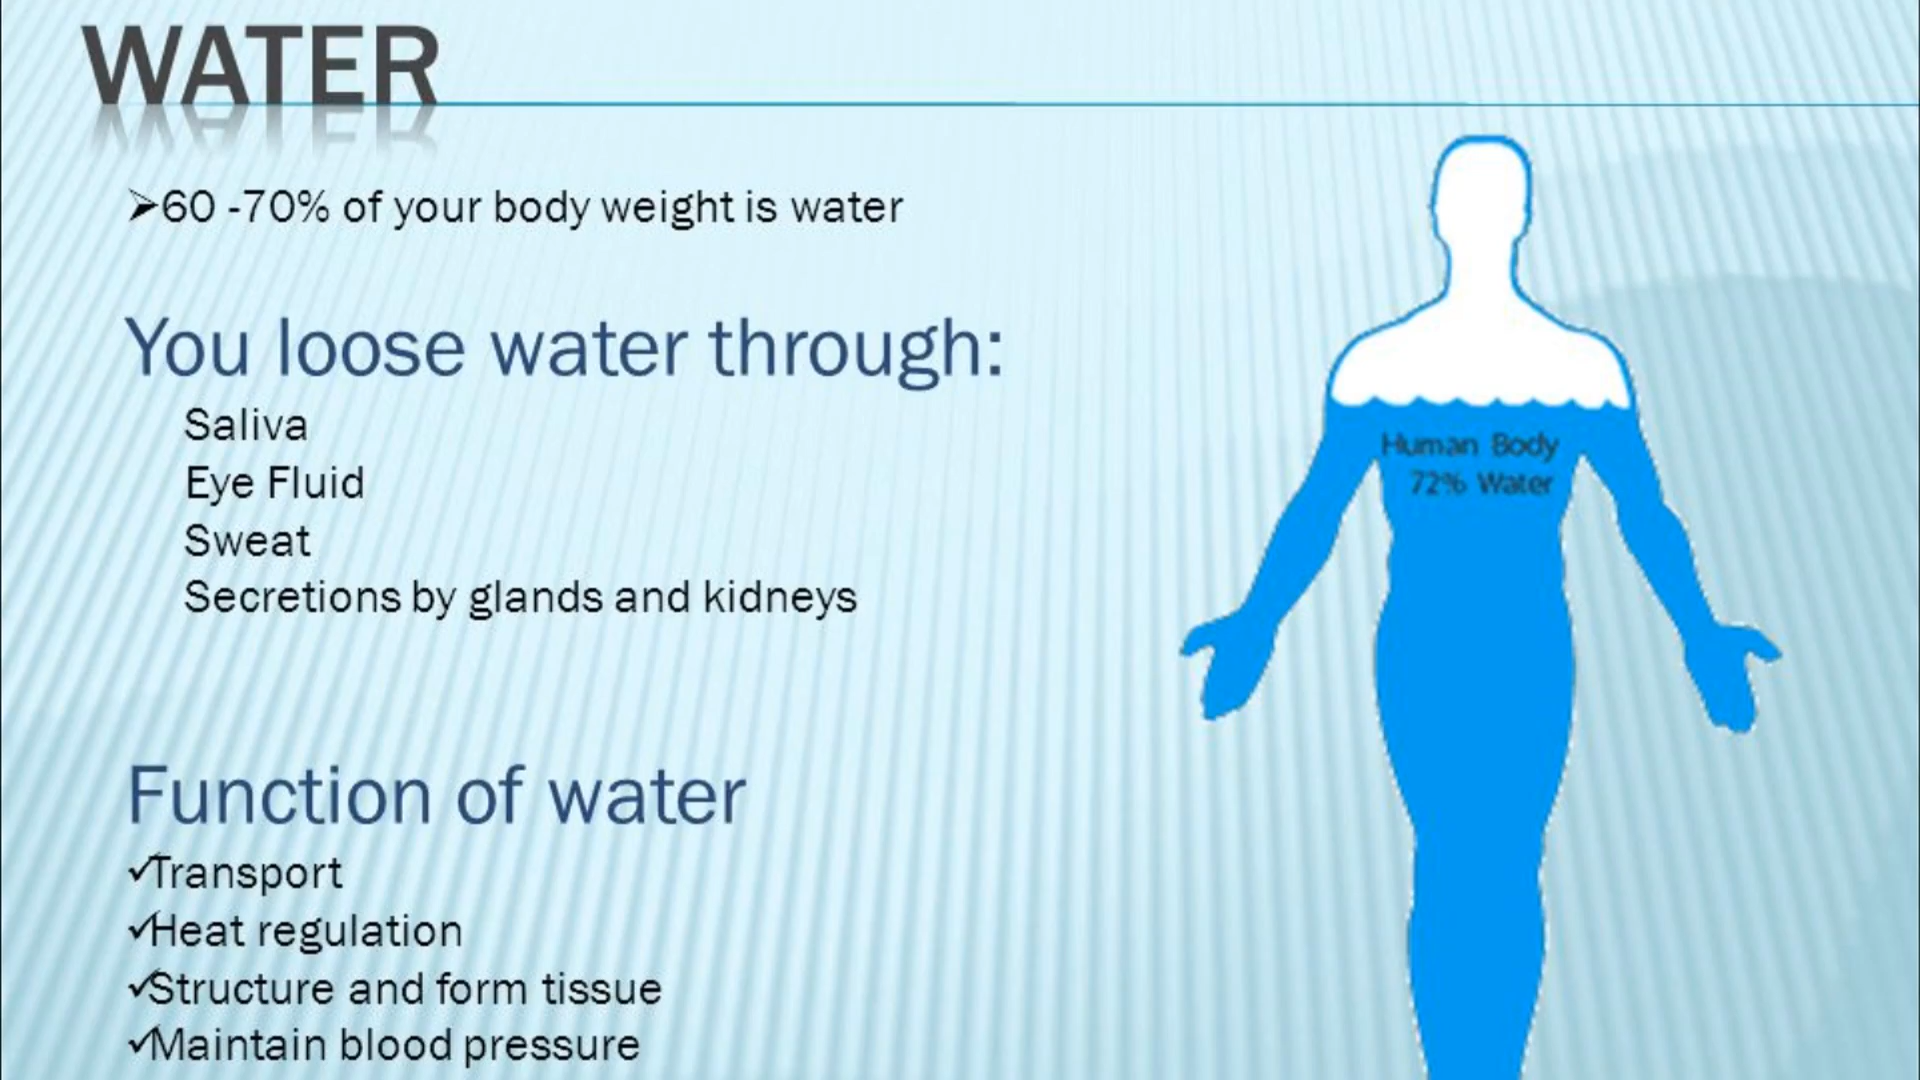 WATER
➢60 -70% of your body weight is water
You loose water through:
Saliva
Eye Fluid
Sweat
Secretions by glands and kidneys
Function of water
✓Transport
✓Heat regulation
✓Structure and form tissue
✓Maintain blood pressure
Human Body
72% Water